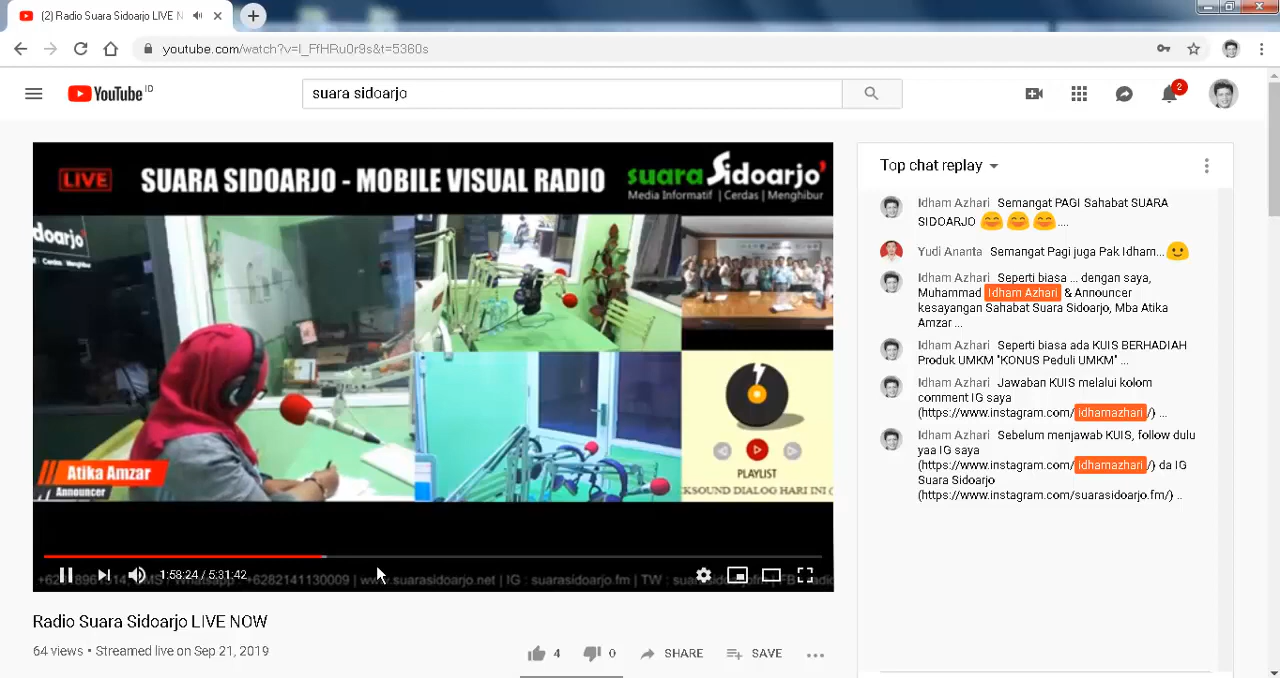 (2) Radio Suara Sidoarjo LIVE N
youtube.com/watch?v=I_FfHRu0r9s&t=5360s
YouTube ID
suara sidoarjo
2
LIVE
SUARA SIDOARJO - MOBILE VISUAL RADIO
suara Sidoarjo
Media Informatif | Cerdas | Menghibur
doarjo
Atika Amzar
Announcer
PLAYLIST
KSOUND DIALOG HARI INI (
1:58:24 / 5:31:42
Whatsapp +6282141130009 | www.suarasidoarjo.net | IG : suarasidoarjo.fm | TW :
Radio Suara Sidoarjo LIVE NOW
64 views • Streamed live on Sep 21, 2019
4
0
SHARE
SAVE
Top chat replay
Idham Azhari Semangat PAGI Sahabat SUARA
SIDOARJO 😊😊😊....
Yudi Ananta Semangat Pagi juga Pak Idham...🙂
Idham Azhari Seperti biasa ... dengan saya,
Muhammad Idham Azhari & Announcer
kesayangan Sahabat Suara Sidoarjo, Mba Atika
Amzar ...
Idham Azhari Seperti biasa ada KUIS BERHADIAH
Produk UMKM "KONUS Peduli UMKM" ...
Idham Azhari Jawaban KUIS melalui kolom
comment IG saya
(https://www.instagram.com/idhamazhari/) ...
Idham Azhari Sebelum menjawab KUIS, follow dulu
yaa IG saya
(https://www.instagram.com/idhamazhari/) da IG
Suara Sidoarjo
(https://www.instagram.com/suarasidoarjo.fm/) ..